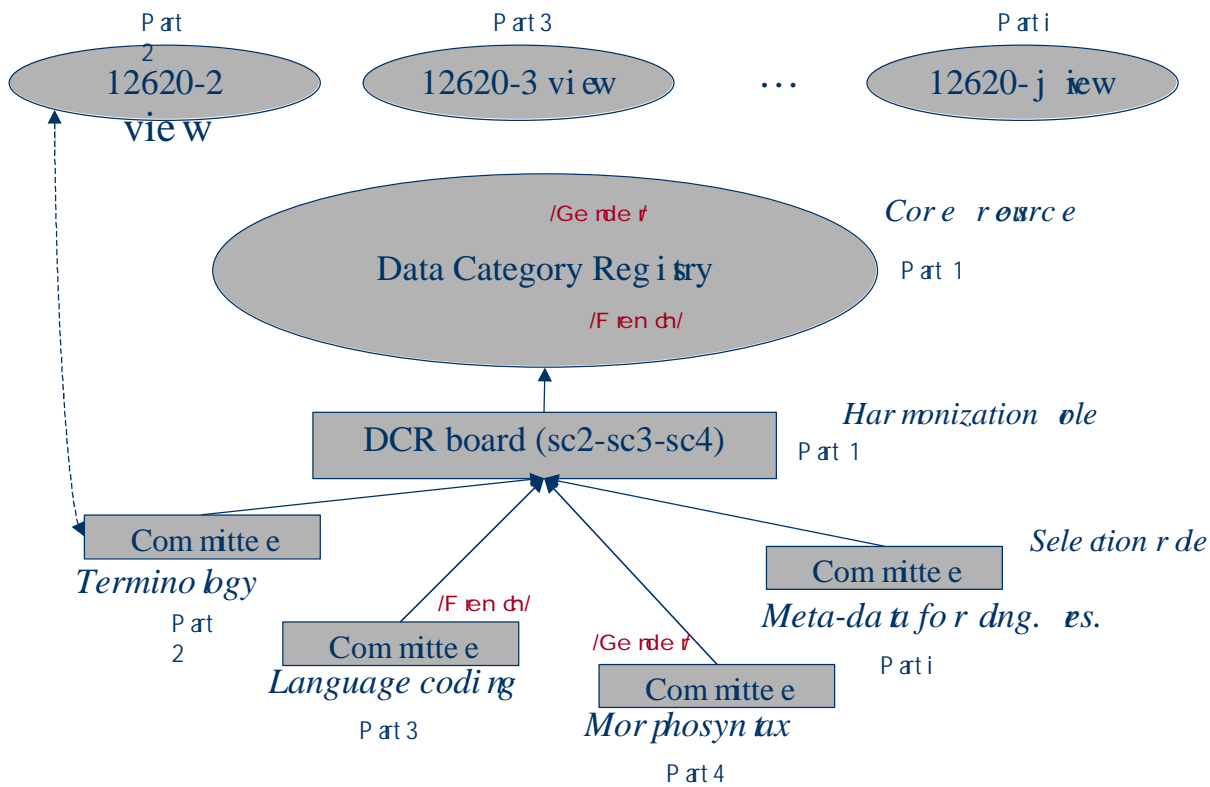 Part
2
Part 3
Part i
12620-2
view
12620-3 view
…
12620-j view
/Gender/
Core resource
Data Category Registry
Part 1
/French/
Harmonization role
DCR board (sc2-sc3-sc4)
Part 1
Committee
Terminology
Part
2
Selection role
Committee
Meta-data for lng. res.
Part i
/French/
Committee
Language coding
Part 3
/Gender/
Committee
Morphosyntax
Part 4